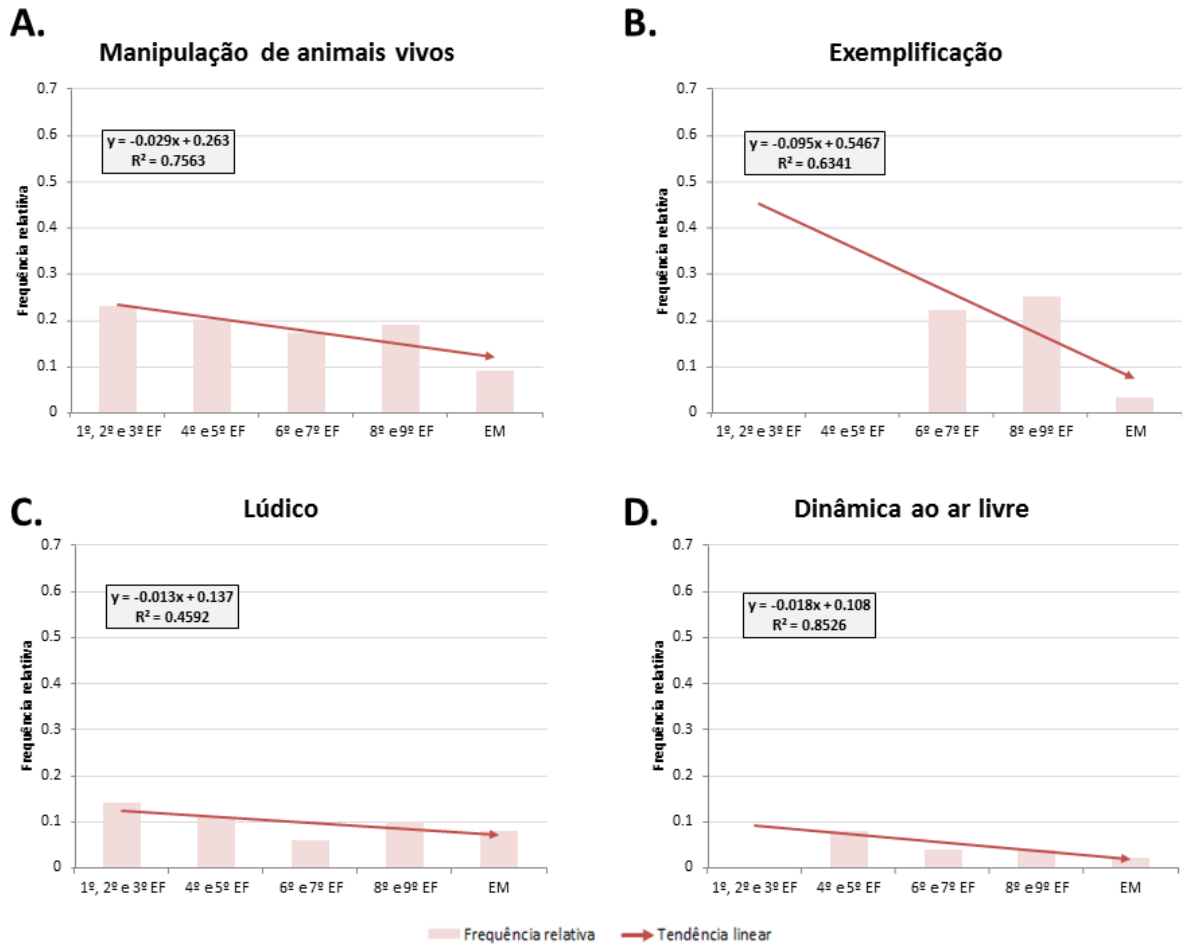 A.
Manipulação de animais vivos
0.7
0.6
0.5
0.4
0.3
0.2
0.1
0
Frequência relatiiva
y = -0.029x + 0.263
R² = 0.7563
1º, 2º e 3º EF 4º e 5º EF 6º e 7º EF 8º e 9º EF EM
B.
Exemplificação
0.7
0.6
0.5
0.4
0.3
0.2
0.1
0
Frequência relatiiva
y = -0.095x + 0.5467
R² = 0.6341
1º, 2º e 3º EF 4º e 5º EF 6º e 7º EF 8º e 9º EF EM
C.
Lúdico
0.7
0.6
0.5
0.4
0.3
0.2
0.1
0
Frequência relatiiva
y = -0.013x + 0.137
R² = 0.4592
1º, 2º e 3º EF 4º e 5º EF 6º e 7º EF 8º e 9º EF EM
D.
Dinâmica ao ar livre
0.7
0.6
0.5
0.4
0.3
0.2
0.1
0
Frequência relatiiva
y = -0.018x + 0.108
R² = 0.8526
1º, 2º e 3º EF 4º e 5º EF 6º e 7º EF 8º e 9º EF EM
Frequência relativa Tendência linear